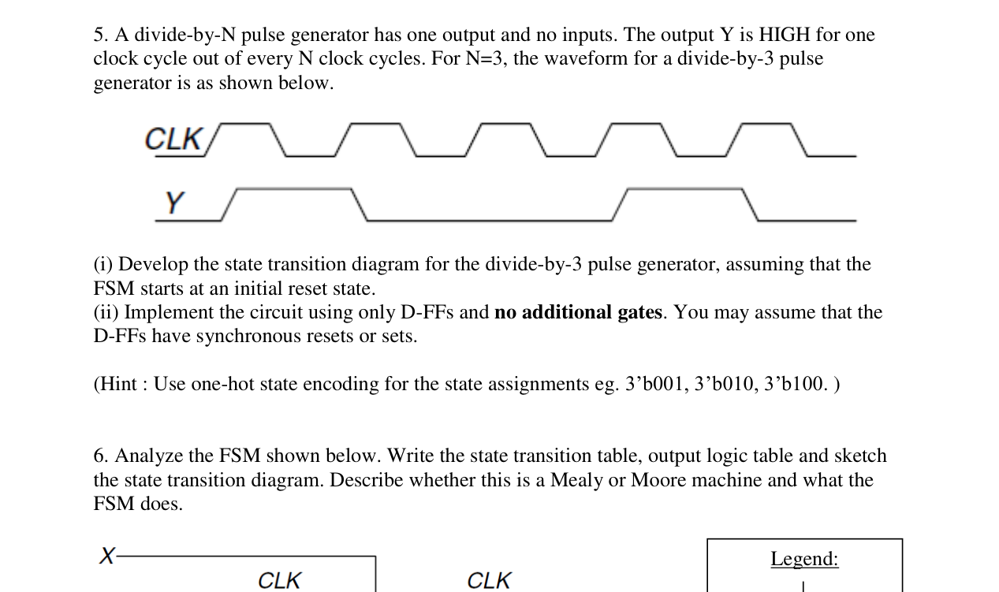 5. A divide-by-N pulse generator has one output and no inputs. The output Y is HIGH for one
clock cycle out of every N clock cycles. For N=3, the waveform for a divide-by-3 pulse
generator is as shown below.
CLK
Y
(i) Develop the state transition diagram for the divide-by-3 pulse generator, assuming that the
FSM starts at an initial reset state.
(ii) Implement the circuit using only D-FFs and no additional gates. You may assume that the
D-FFs have synchronous resets or sets.
(Hint : Use one-hot state encoding for the state assignments eg. 3’b001, 3’b010, 3’b100. )
6. Analyze the FSM shown below. Write the state transition table, output logic table and sketch
the state transition diagram. Describe whether this is a Mealy or Moore machine and what the
FSM does.
X
Legend:
CLK CLK